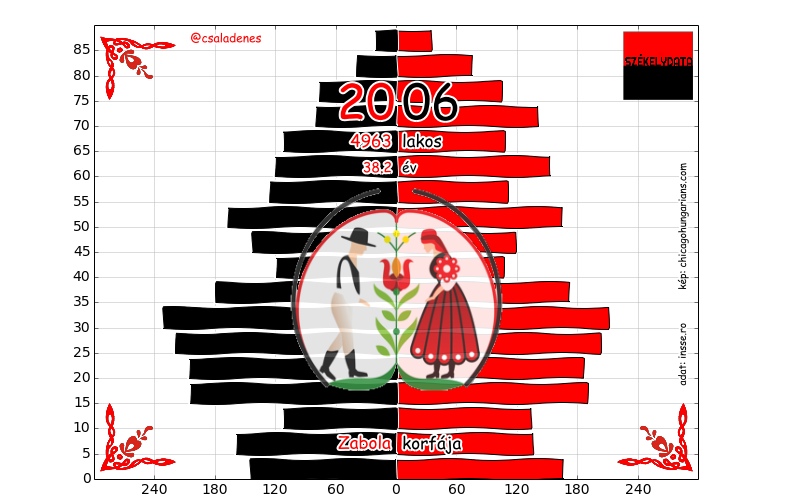 @csaladenes
SZÉKELYDATA
2006
4963 lakos
38.2 év
kép: chicagohungarians.com
adat: insse.ro
Zabola korfája
85
80
75
70
65
60
55
50
45
40
35
30
25
20
15
10
5
0
240 180 120 60 0 60 120 180 240